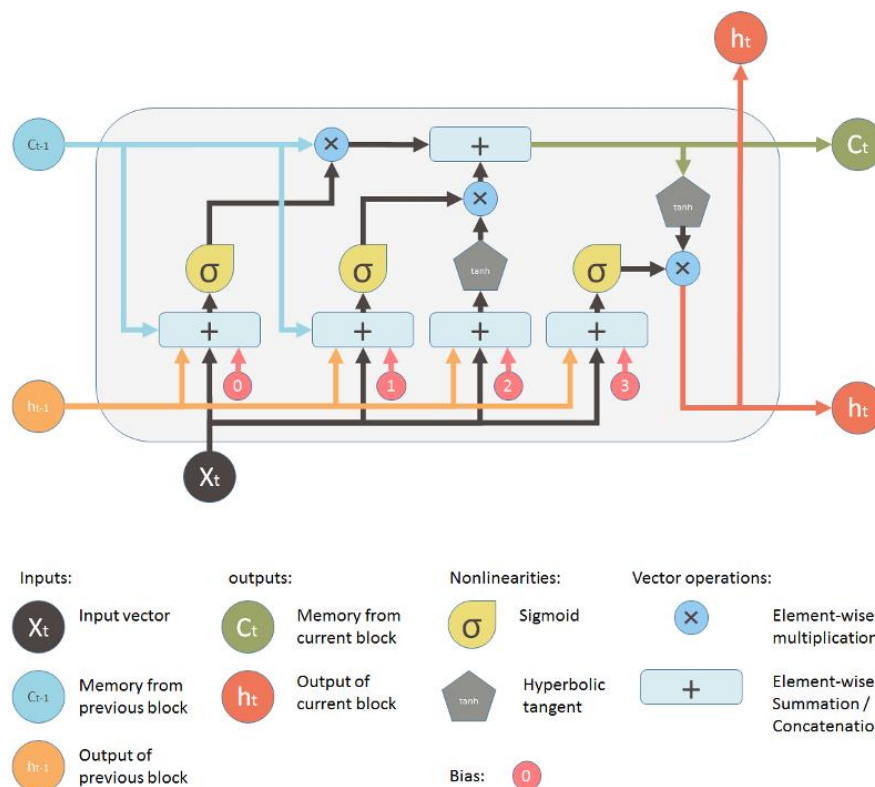 ht
Ct-1
×
+
Ct
×
tanh
σ
σ
tanh
σ
×
+
+
+
+
0
1
2
3
ht-1
ht
Xt
Inputs:
outputs:
Nonlinearities:
Vector operations:
Xt
Input vector
Ct
Memory from
current block
σ
Sigmoid
×
Element-wise
multiplication
Ct-1
Memory from
previous block
ht
Output of
current block
tanh
Hyperbolic
tangent
+
Element-wise
Summation /
Concatenatio
ht-1
Output of
previous block
Bias:
0